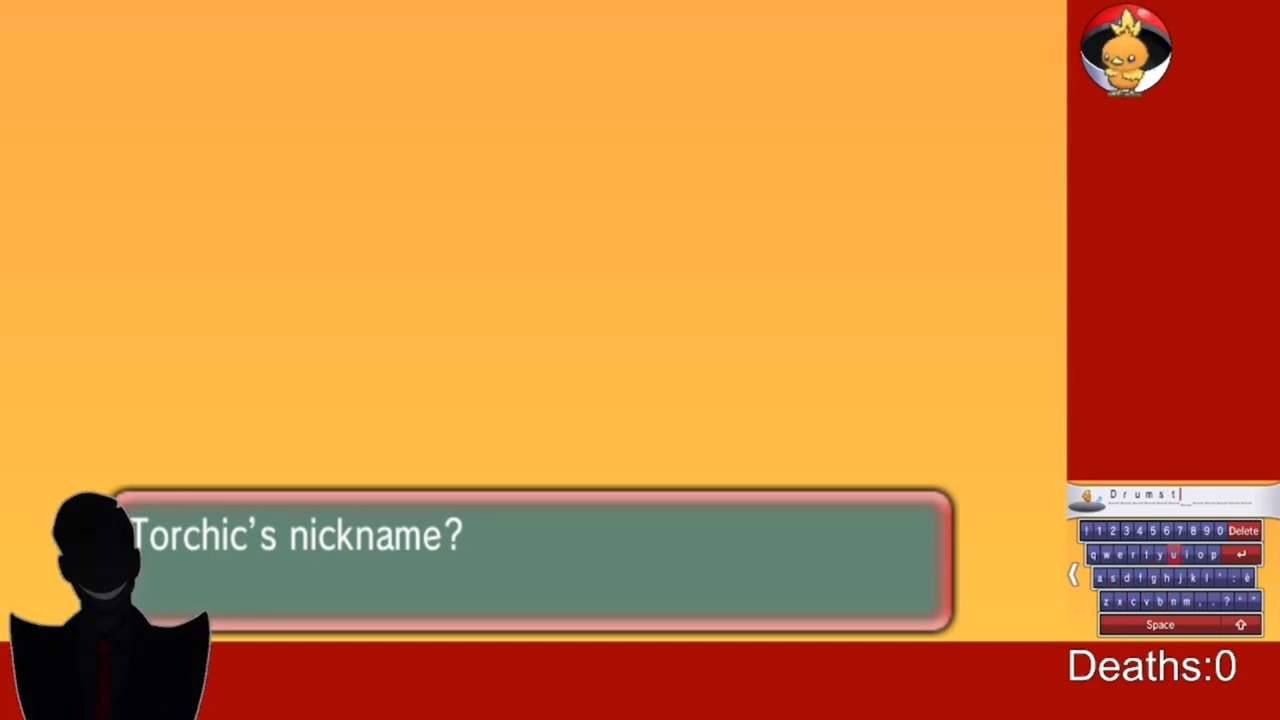 Torchic's nickname?
Drumst
! 1 2 3 4 5 6 7 8 9 0 Delete
q w e r t y u i o p
a s d f g h j k l ' : é
z x c v b n m , . ? " "
Space
Deaths:0